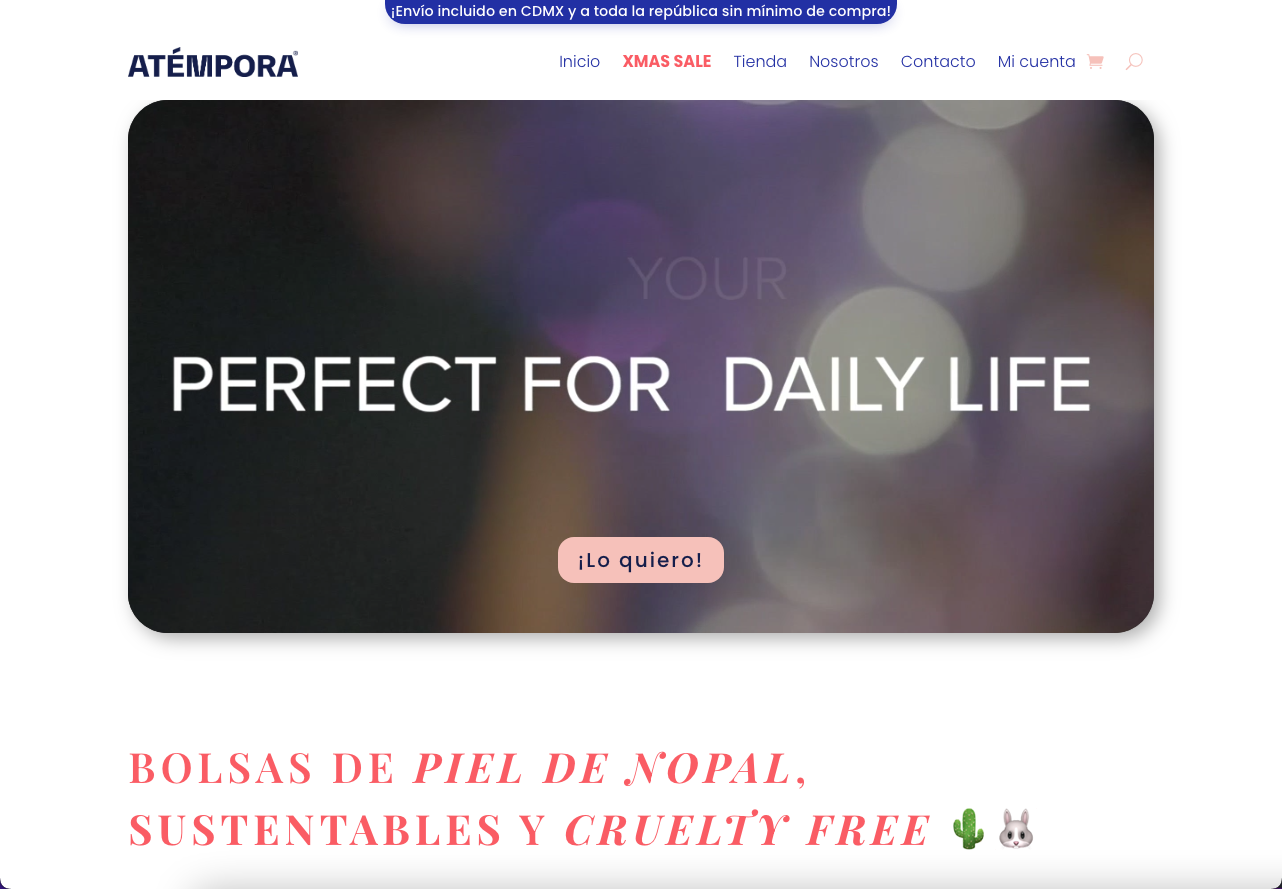 ¡Envío incluido en CDMX y a toda la república sin mínimo de compra!
ATÉMPORA®
Inicio XMAS SALE Tienda Nosotros Contacto Mi cuenta
YOUR
PERFECT FOR DAILY LIFE
¡Lo quiero!
BOLSAS DE PIEL DE NOPAL,
SUSTENTABLES Y CRUELTY FREE 🌵🐰